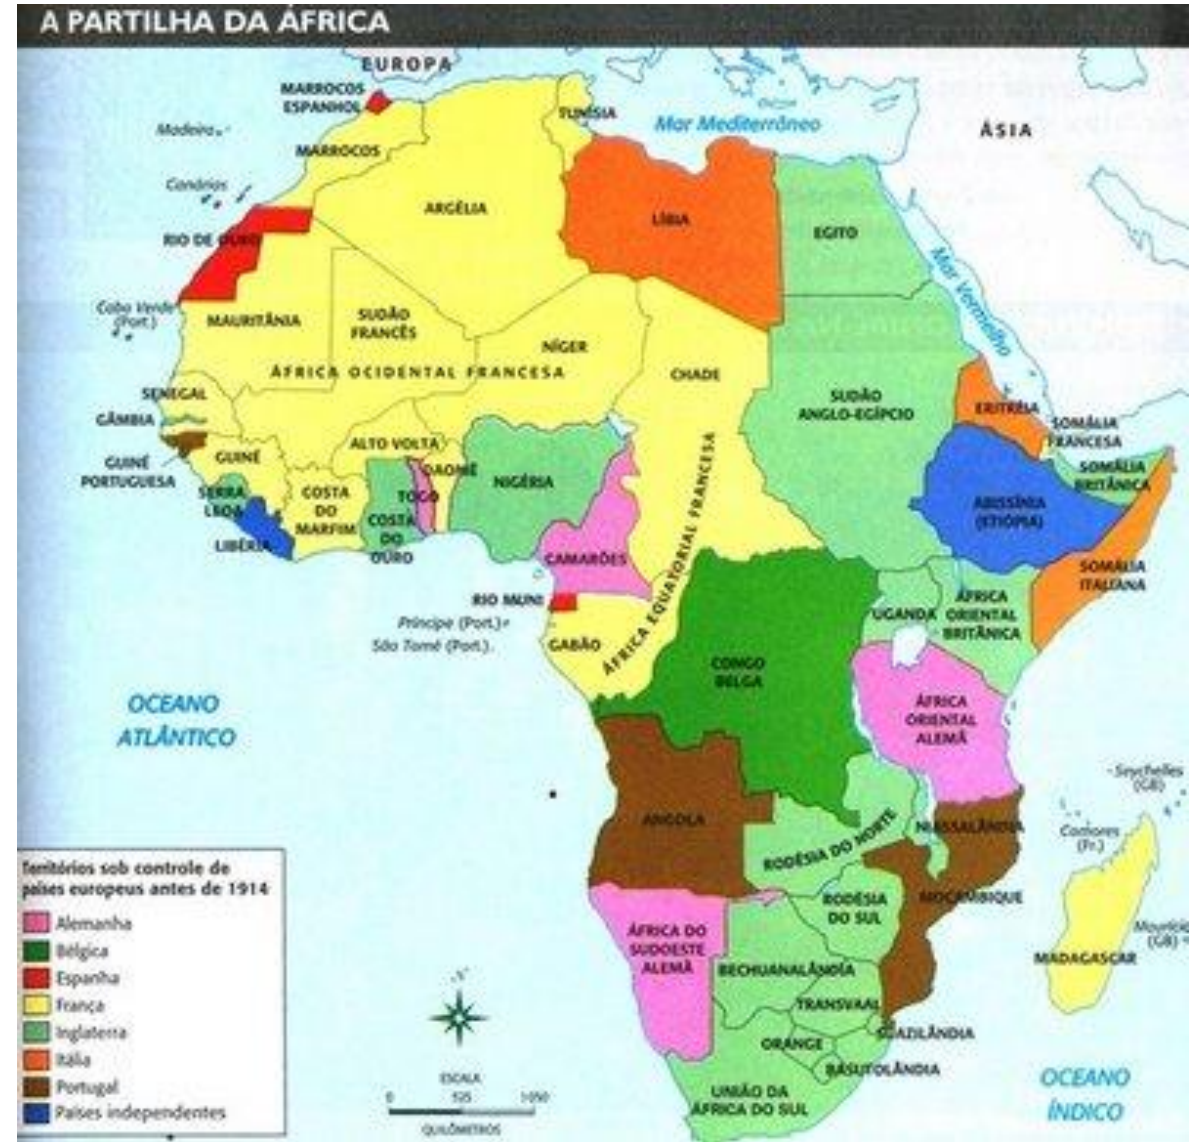 A PARTILHA DA ÁFRICA
EUROPA
MARROCOS
ESPANHOL
TUNÍSIA
Mar Mediterrâneo
ÁSIA
Madeira
MARROCOS
Canárias
ARGÉLIA
LÍBIA
EGITO
RIO DE OURO
Mar Vermelho
Cabo Verde
(Port.)
MAURITÂNIA
SUDÃO
FRANCÊS
NÍGER
ÁFRICA OCIDENTAL FRANCESA
CHADE
SENEGAL
SUDÃO
ANGLO-EGÍPCIO
ERITRÉIA
GÂMBIA
SOMÁLIA
FRANCESA
ALTO VOLTA
GUINÉ
PORTUGUESA
GUINÉ
DAOMÉ
SOMÁLIA
BRITÂNICA
NIGÉRIA
SERRA
LEOA
COSTA
DO
MARFIM
TOGO
ABISSÍNIA
(ETIÓPIA)
COSTA
DO
OURO
LIBÉRIA
CAMARÕES
ÁFRICA EQUATORIAL FRANCESA
SOMÁLIA
ITALIANA
RIO MUNI
UGANDA
ÁFRICA
ORIENTAL
BRITÂNICA
Príncipe (Port.)
São Tomé (Port.).
GABÃO
CONGO
BELGA
OCEANO
ATLÂNTICO
ÁFRICA
ORIENTAL
ALEMÃ
Seychelles
(GB)
ANGOLA
NIASSALÂNDIA
Comores
(Fr.)
RODÉSIA DO NORTE
RODÉSIA
DO SUL
MOÇAMBIQUE
ÁFRICA DO
SUDOESTE
ALEMÃ
Maurício
(GB)
MADAGASCAR
BECHUANALÂNDIA
TRANSVAAL
SUAZILÂNDIA
ORANGE
BASUTOLÂNDIA
UNIÃO DA
ÁFRICA DO SUL
OCEANO
ÍNDICO
Territórios sob controle de
países europeus antes de 1914
Alemanha
Bélgica
Espanha
França
Inglaterra
Itália
Portugal
Países independentes
ESCALA
0 525 1050
QUILÔMETROS